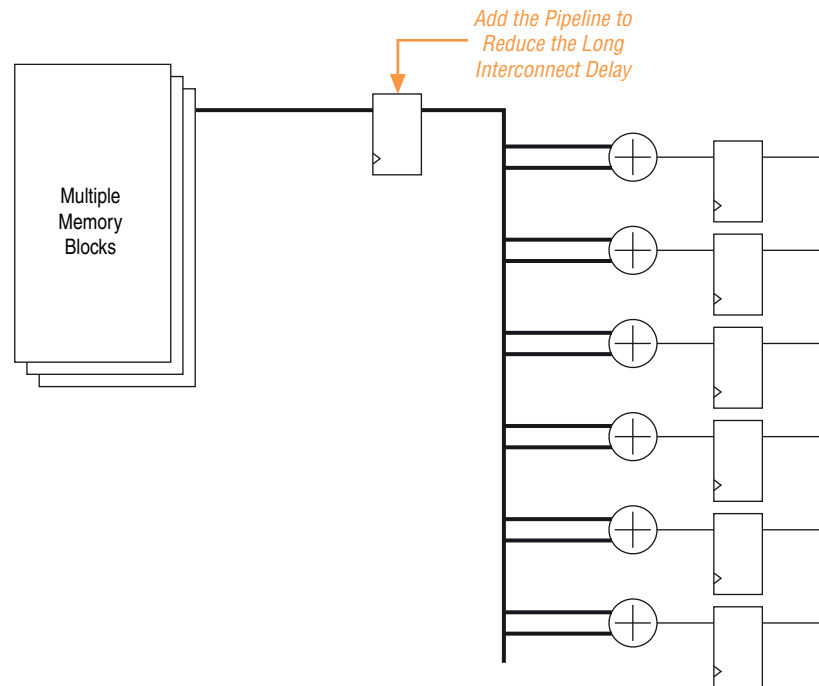 Add the Pipeline to
Reduce the Long
Interconnect Delay
Multiple
Memory
Blocks